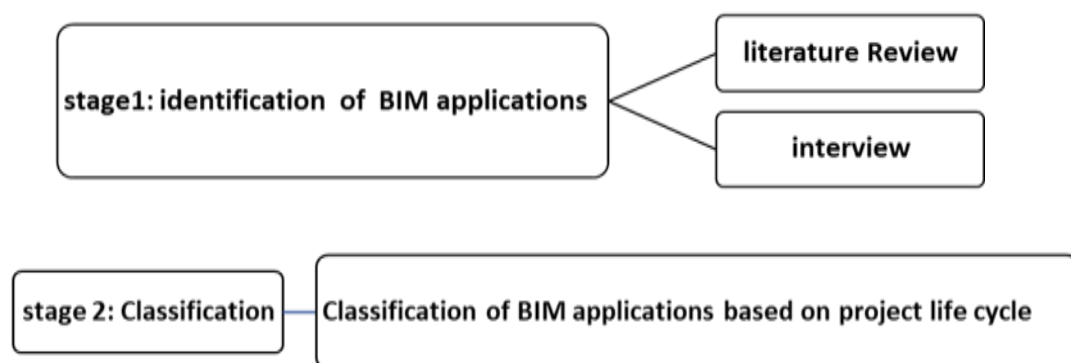 literature Review
stage1: identification of BIM applications
interview
stage 2: Classification
Classification of BIM applications based on project life cycle